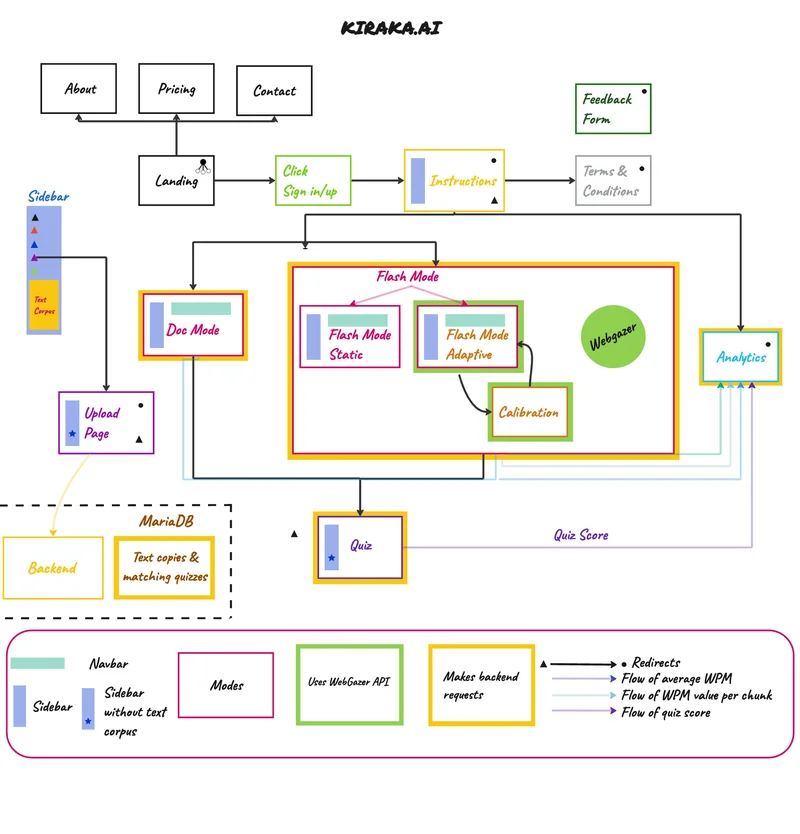 KIRAKA.AI
About
Pricing
Contact
Feedback
Form
Landing
Click
Sign in/up
Instructions
Terms &
Conditions
Sidebar
Text
Corpus
Flash Mode
Doc Mode
Flash Mode
Static
Flash Mode
Adaptive
Webgazer
Analytics
Calibration
Upload
Page
MariaDB
Backend
Text copies &
matching quizzes
Quiz
Quiz Score
Navbar
Sidebar
Sidebar
without text
corpus
Modes
Uses WebGazer API
Makes backend
requests
Redirects
Flow of average WPM
Flow of WPM value per chunk
Flow of quiz score